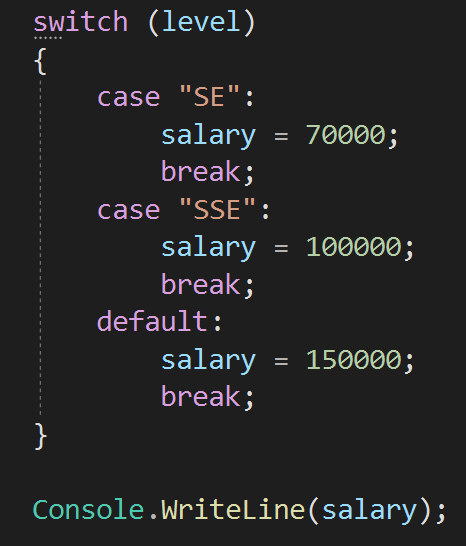 switch (level)
{
    case "SE":
        salary = 70000;
        break;
    case "SSE":
        salary = 100000;
        break;
    default:
        salary = 150000;
        break;
}

Console.WriteLine(salary);